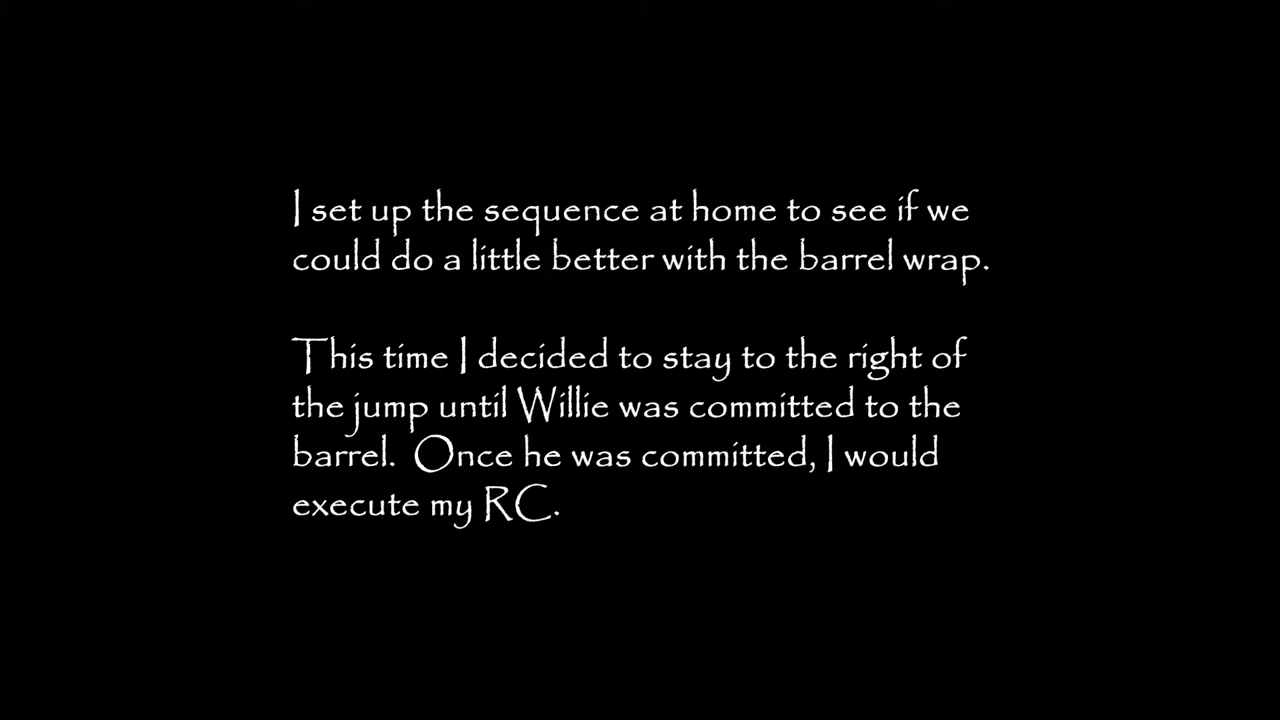 I set up the sequence at home to see if we
could do a little better with the barrel wrap.
This time I decided to stay to the right of
the jump until Willie was committed to the
barrel.  Once he was committed, I would
execute my RC.